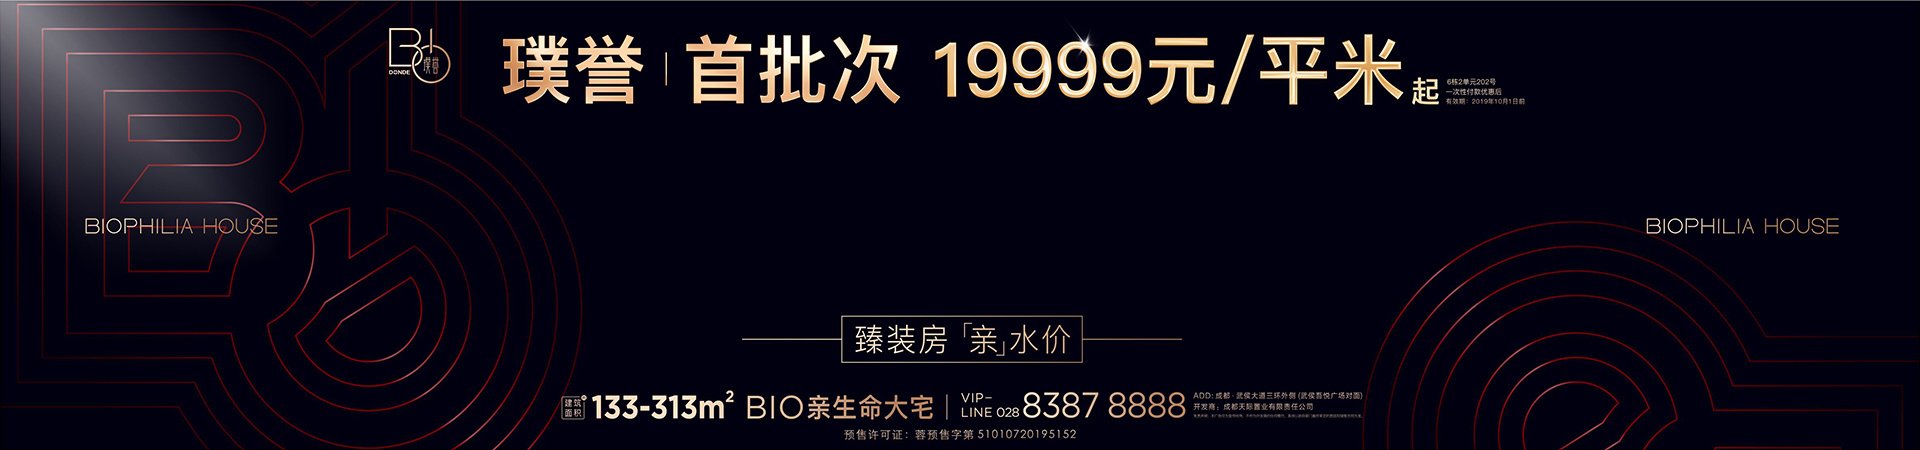 BIO
DONDE
璞誉
璞誉 首批次 19999元/平米起
6栋2单元202号
一次性付款优惠后
有效期：2019年10月1日前
BIOPHILIA HOUSE
BIOPHILIA HOUSE
臻装房「亲」水价
建筑面积 133-313m² BIO亲生命大宅
VIP-
LINE 028 8387 8888
ADD: 成都·武侯大道三环外侧 (武侯吾悦广场对面)
开发商：成都天际置业有限责任公司
预售许可证：蓉预售字第 51010720195152